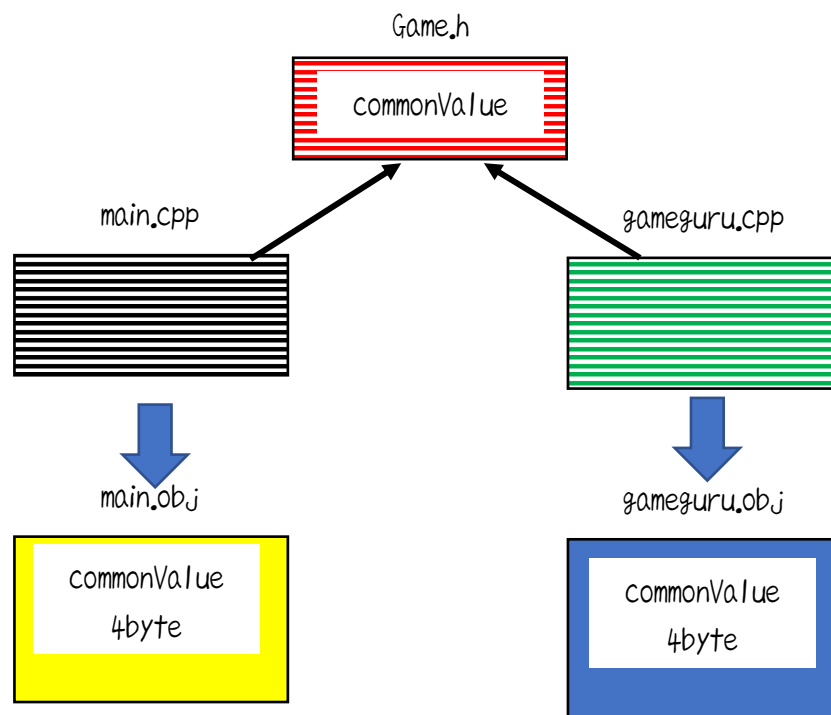 Game.h
commonValue
main.cpp
gameguru.cpp
main.obj
gameguru.obj
commonValue
4byte
commonValue
4byte